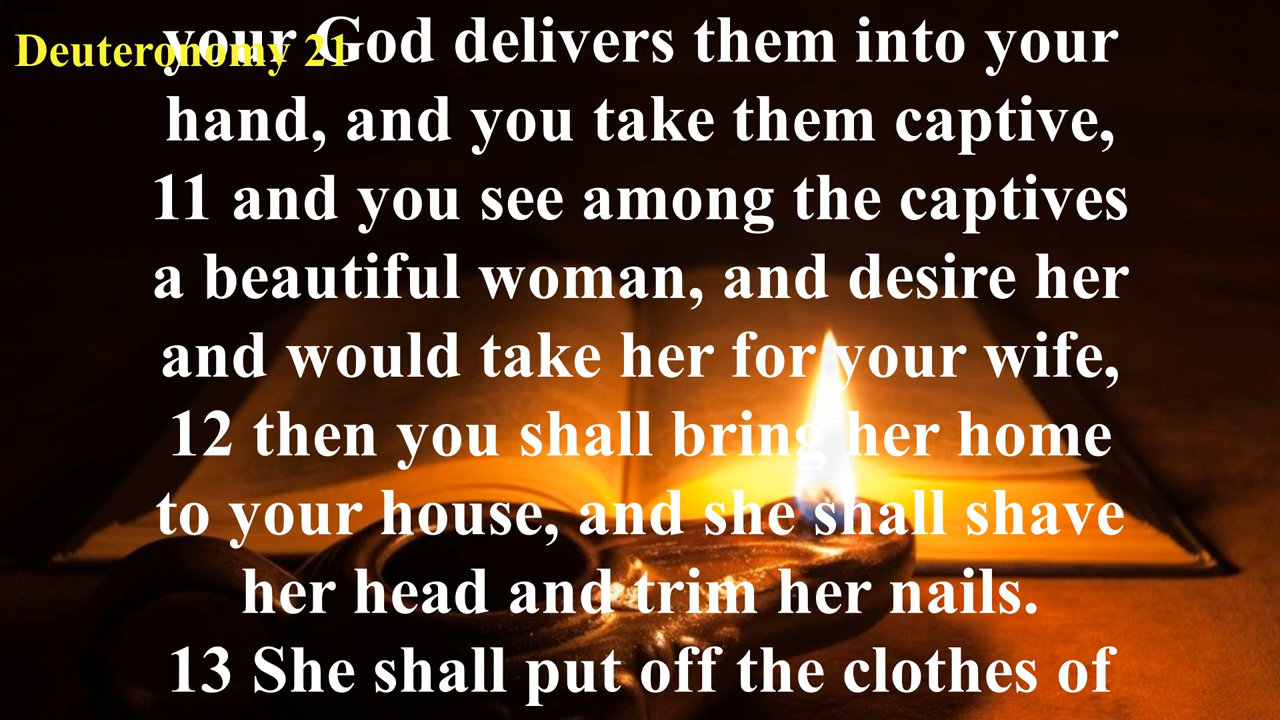 Deuteronomy 21
your God delivers them into your
hand, and you take them captive,
11 and you see among the captives
a beautiful woman, and desire her
and would take her for your wife,
12 then you shall bring her home
to your house, and she shall shave
her head and trim her nails.
13 She shall put off the clothes of